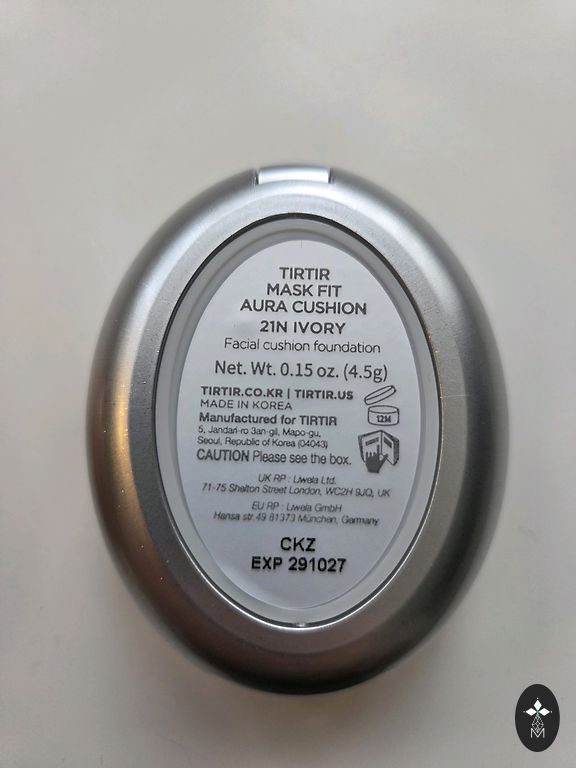 TIRTIR
MASK FIT
AURA CUSHION
21N IVORY
Facial cushion foundation
Net. Wt. 0.15 oz. (4.5g)
TIRTIR.CO.KR | TIRTIR.US
MADE IN KOREA
12M
Manufactured for TIRTIR
5, Jandari-ro 3an-gil, Mapo-gu,
Seoul, Republic of Korea (04043)
CAUTION Please see the box.
UK RP : Liwela Ltd.
71-75 Shelton Street London, WC2H 9JQ, UK
EU RP : Liwela GmbH
Hansa str.49 81373 München, Germany
CKZ
EXP 291027
M